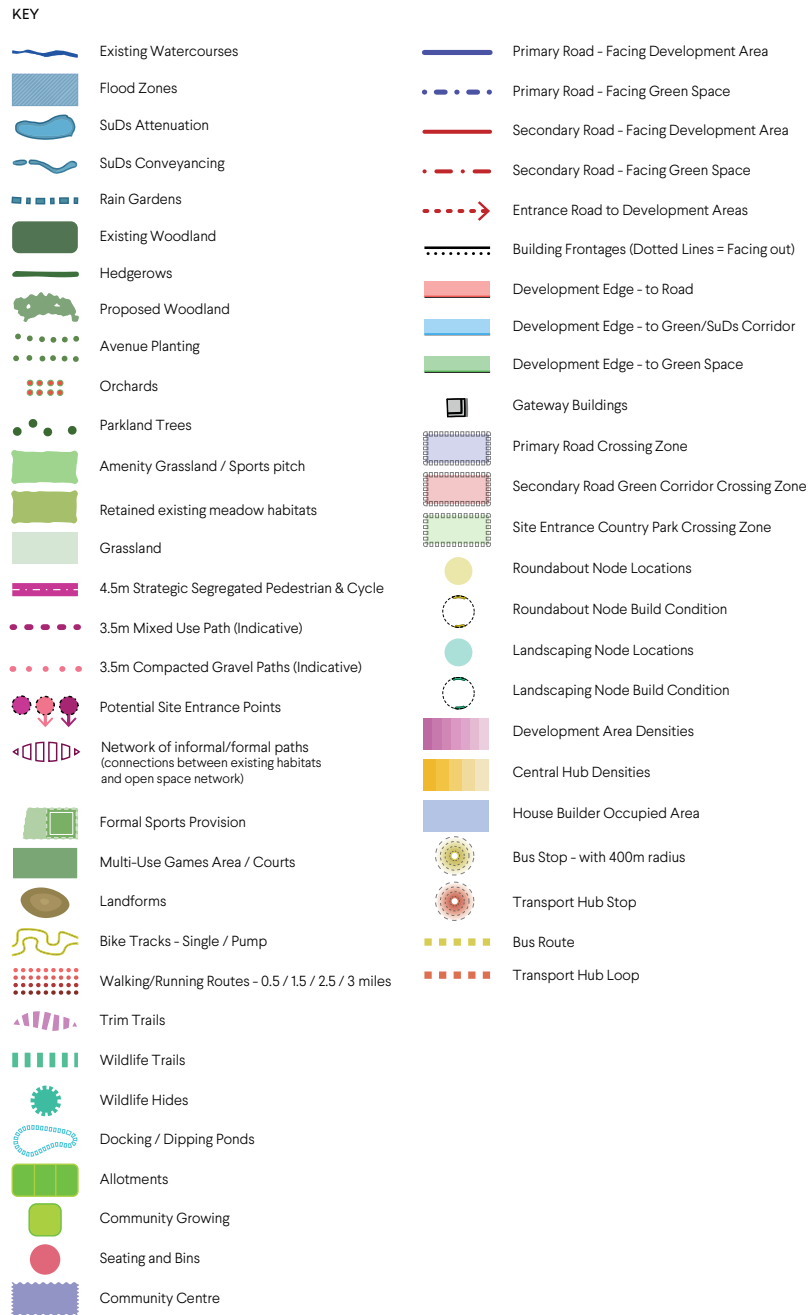 KEY
Existing Watercourses
Flood Zones
SuDs Attenuation
SuDs Conveyancing
Rain Gardens
Existing Woodland
Hedgerows
Proposed Woodland
Avenue Planting
Orchards
Parkland Trees
Amenity Grassland / Sports pitch
Retained existing meadow habitats
Grassland
4.5m Strategic Segregated Pedestrian & Cycle
3.5m Mixed Use Path (Indicative)
3.5m Compacted Gravel Paths (Indicative)
Potential Site Entrance Points
Network of informal/formal paths
(connections between existing habitats
and open space network)
Formal Sports Provision
Multi-Use Games Area / Courts
Landforms
Bike Tracks - Single / Pump
Walking/Running Routes - 0.5 / 1.5 / 2.5 / 3 miles
Trim Trails
Wildlife Trails
Wildlife Hides
Docking / Dipping Ponds
Allotments
Community Growing
Seating and Bins
Community Centre
Primary Road - Facing Development Area
Primary Road - Facing Green Space
Secondary Road - Facing Development Area
Secondary Road - Facing Green Space
Entrance Road to Development Areas
Building Frontages (Dotted Lines = Facing out)
Development Edge - to Road
Development Edge - to Green/SuDs Corridor
Development Edge - to Green Space
Gateway Buildings
Primary Road Crossing Zone
Secondary Road Green Corridor Crossing Zone
Site Entrance Country Park Crossing Zone
Roundabout Node Locations
Roundabout Node Build Condition
Landscaping Node Locations
Landscaping Node Build Condition
Development Area Densities
Central Hub Densities
House Builder Occupied Area
Bus Stop - with 400m radius
Transport Hub Stop
Bus Route
Transport Hub Loop